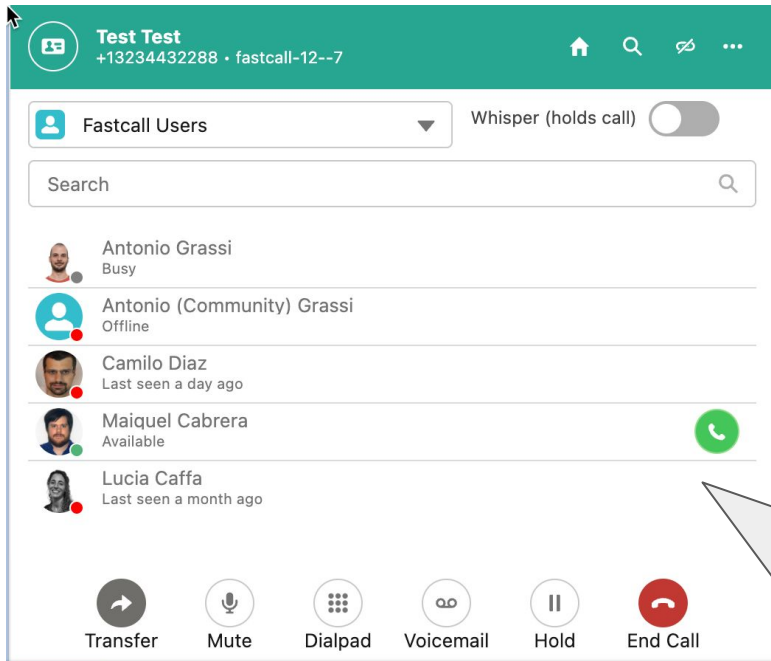 Test Test
+13234432288 • fastcall-12--7
Fastcall Users
Whisper (holds call)
Search
Antonio Grassi
Busy
Antonio (Community) Grassi
Offline
Camilo Diaz
Last seen a day ago
Maiquel Cabrera
Available
Lucia Caffa
Last seen a month ago
Transfer Mute Dialpad Voicemail Hold End Call